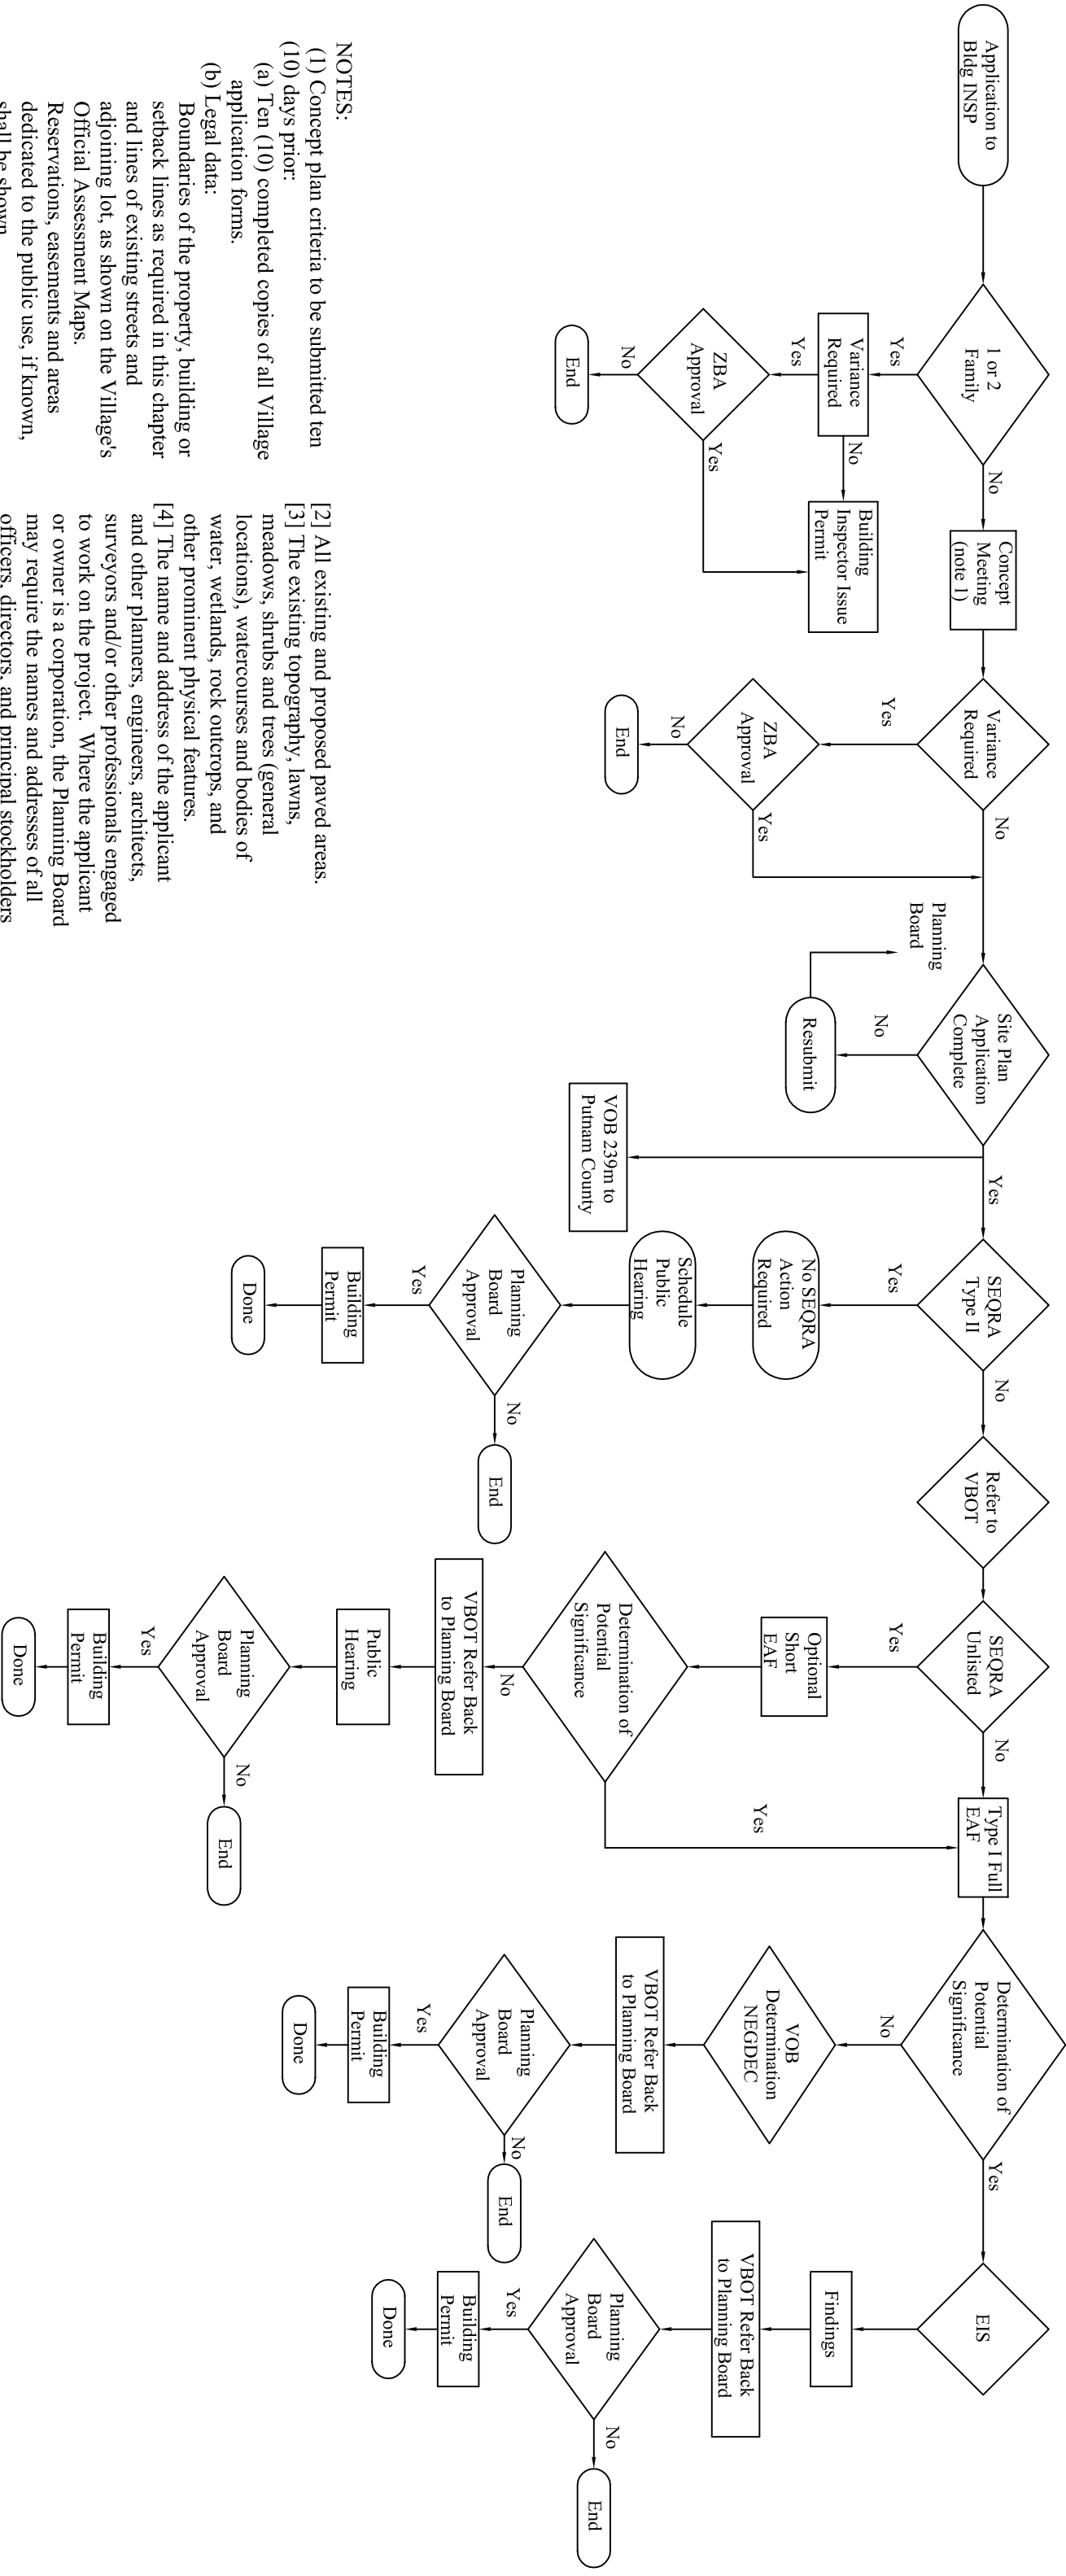 Application to
Bldg INSP
1 or 2
Family
Yes
No
Variance
Required
Yes
No
ZBA
Approval
No
Yes
End
Building
Inspector Issue
Permit
Concept
Meeting
(note 1)
Variance
Required
Yes
No
ZBA
Approval
No
Yes
End
Planning
Board
Site Plan
Application
Complete
No
Yes
Resubmit
VOB 239m to
Putnam County
SEQRA
Type II
Yes
No
No SEQRA
Action
Required
Schedule
Public
Hearing
Planning
Board
Approval
Yes
No
Building
Permit
Done
End
Refer to
VBOT
SEQRA
Unlisted
Yes
No
Optional
Short
EAF
Determination of
Potential
Significance
No
Yes
VBOT Refer Back
to Planning Board
Public
Hearing
Planning
Board
Approval
Yes
No
Building
Permit
Done
End
Type I Full
EAF
Determination of
Potential
Significance
No
Yes
VOB
Determination
NEGDEC
VBOT Refer Back
to Planning Board
Planning
Board
Approval
Yes
No
Building
Permit
Done
End
EIS
Findings
VBOT Refer Back
to Planning Board
Planning
Board
Approval
Yes
No
Building
Permit
Done
End
NOTES:
(1) Concept plan criteria to be submitted ten
(10) days prior:
(a) Ten (10) completed copies of all Village
application forms.
(b) Legal data:
Boundaries of the property, building or
setback lines as required in this chapter
and lines of existing streets and
adjoining lot, as shown on the Village's
Official Assessment Maps.
Reservations, easements and areas
dedicated to the public use, if known,
shall be shown
[2] All existing and proposed paved areas.
[3] The existing topography, lawns,
meadows, shrubs and trees (general
locations), watercourses and bodies of
water, wetlands, rock outcrops, and
other prominent physical features.
[4] The name and address of the applicant
and other planners, engineers, architects,
surveyors and/or other professionals engaged
to work on the project. Where the applicant
or owner is a corporation, the Planning Board
may require the names and addresses of all
officers, directors, and principal stockholders